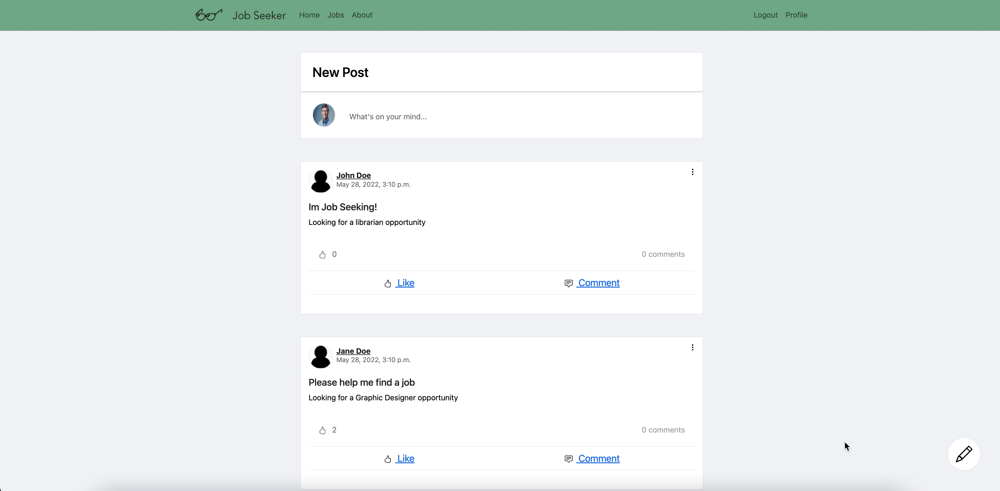 Job Seeker Home Jobs About Logout Profile
New Post
What's on your mind...
John Doe
May 28, 2022, 3:10 p.m.
Im Job Seeking!
Looking for a librarian opportunity
0 0 comments
Like Comment
Jane Doe
May 28, 2022, 3:10 p.m.
Please help me find a job
Looking for a Graphic Designer opportunity
2 0 comments
Like Comment